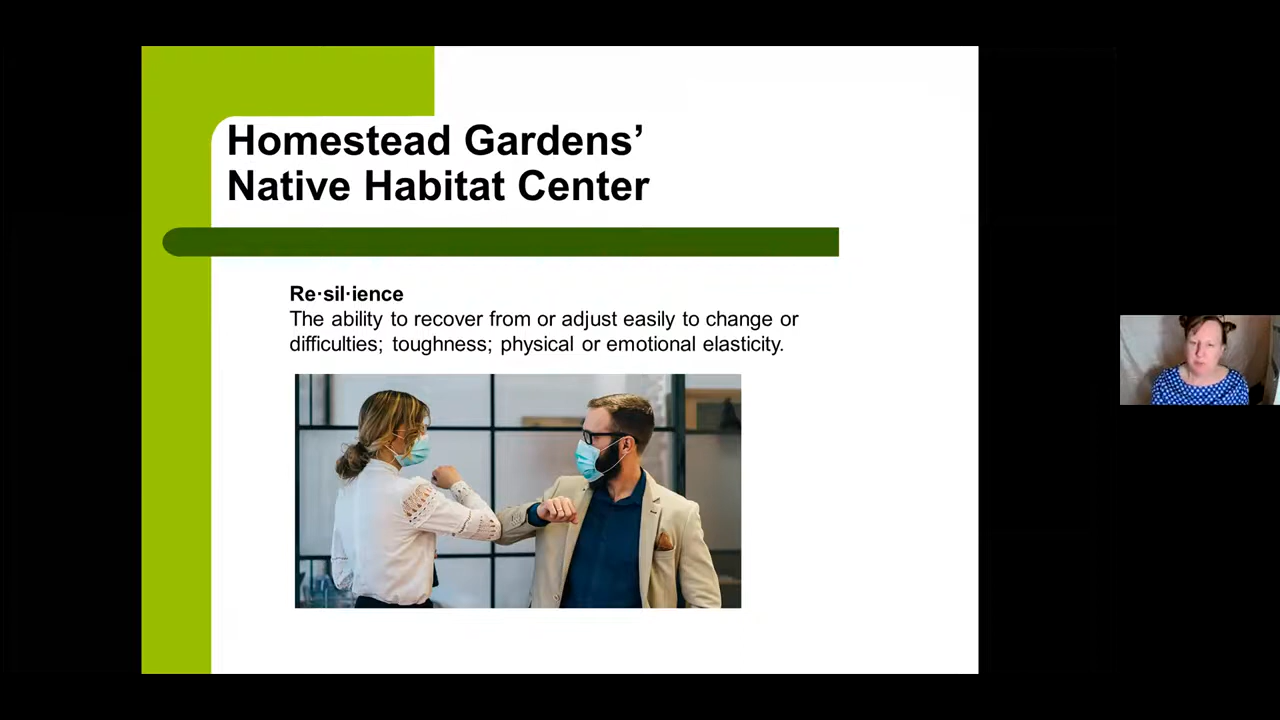 Homestead Gardens’
Native Habitat Center
Re·sil·ience
The ability to recover from or adjust easily to change or
difficulties; toughness; physical or emotional elasticity.